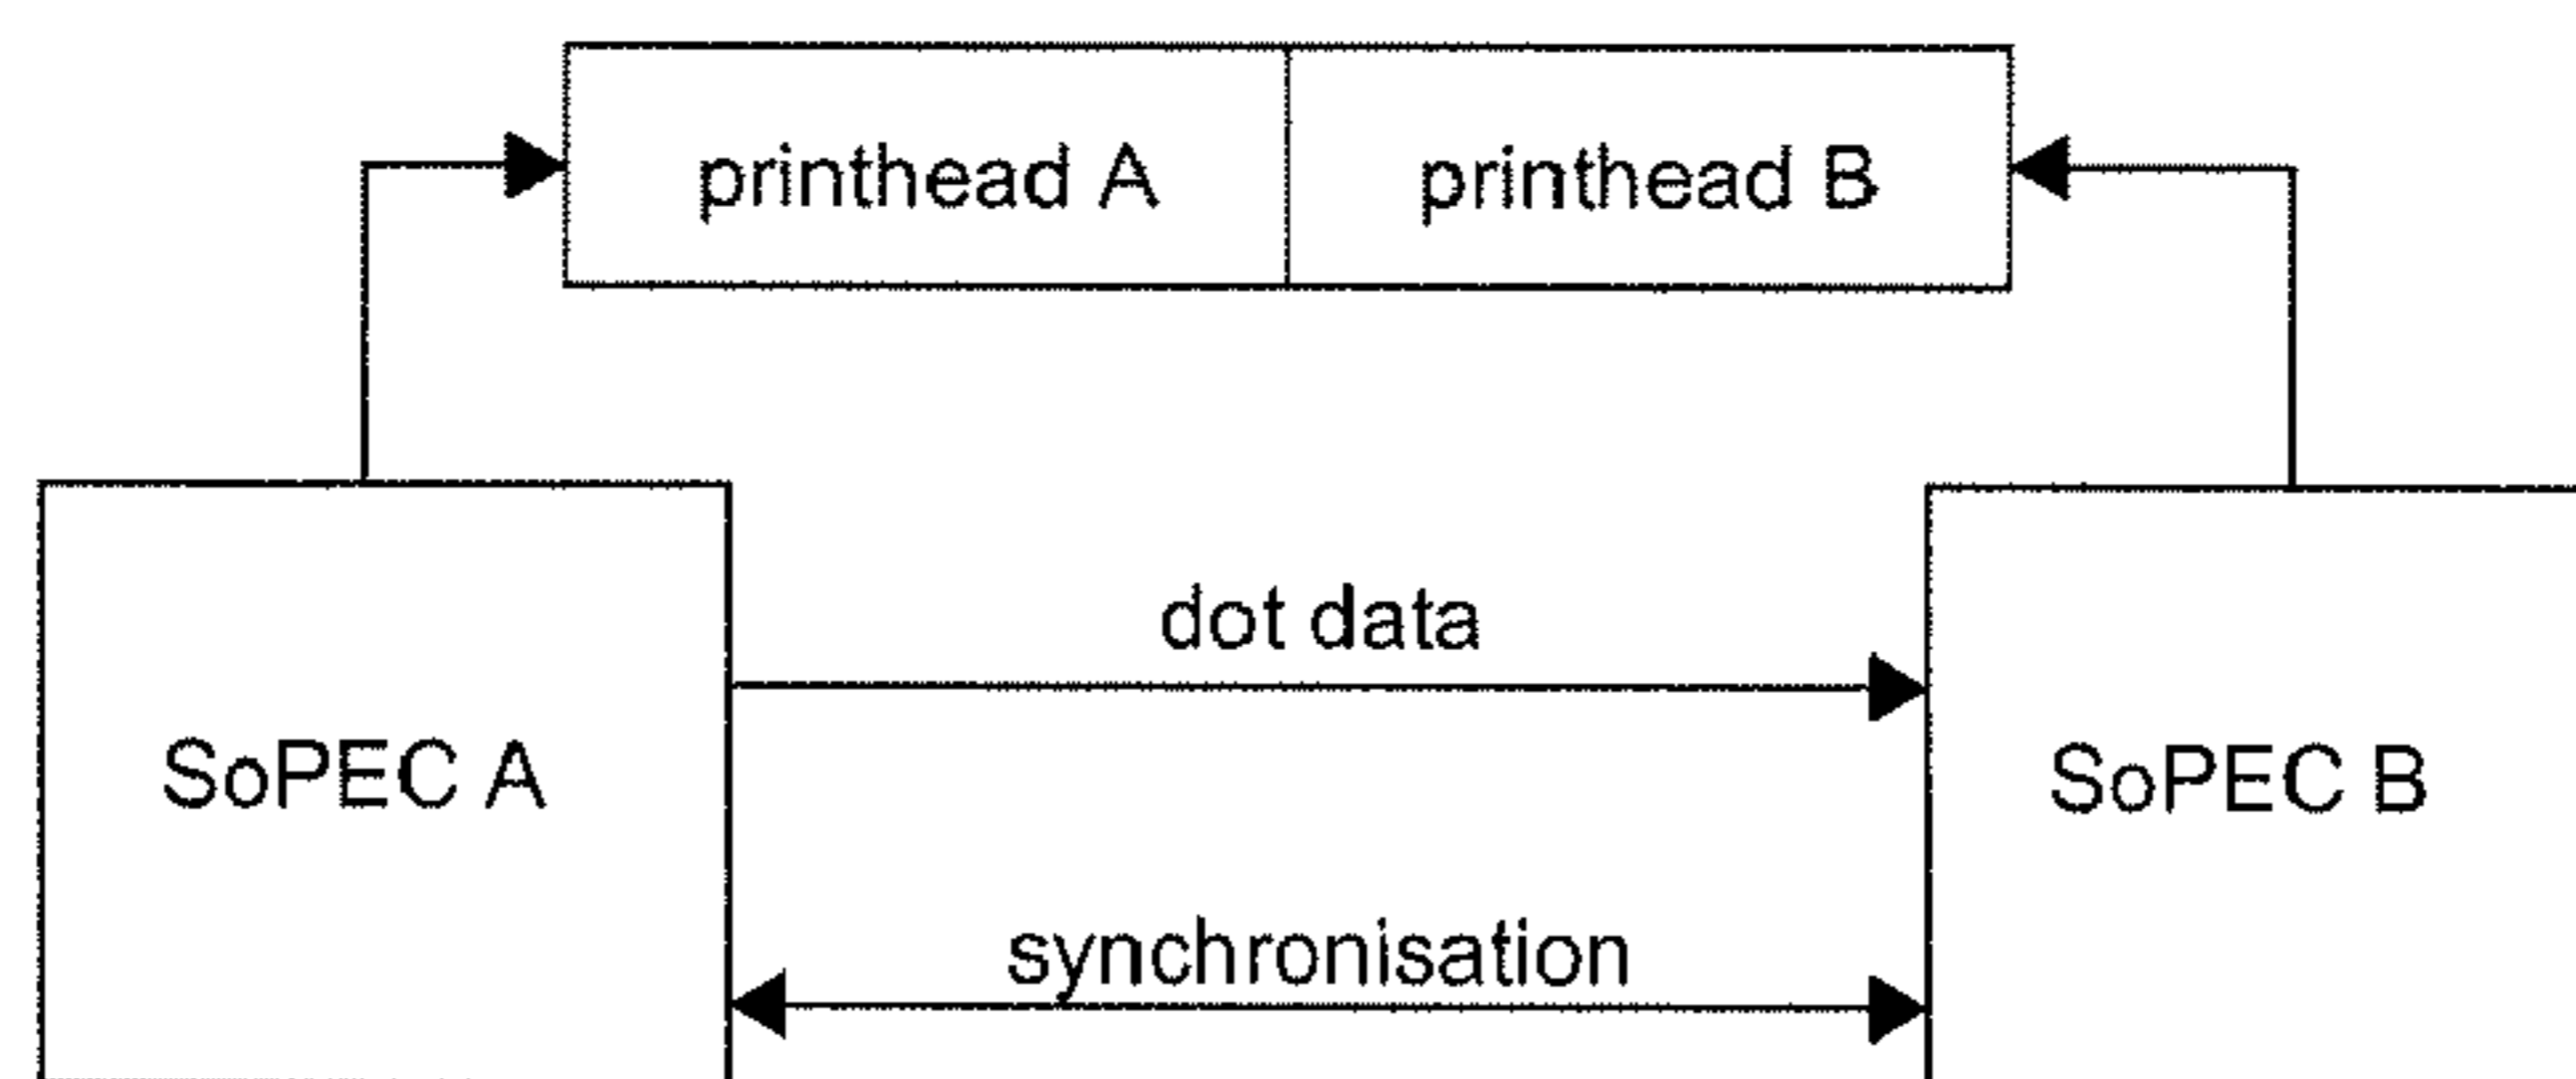 printhead A
printhead B
dot data
SoPEC A
SoPEC B
synchronisation